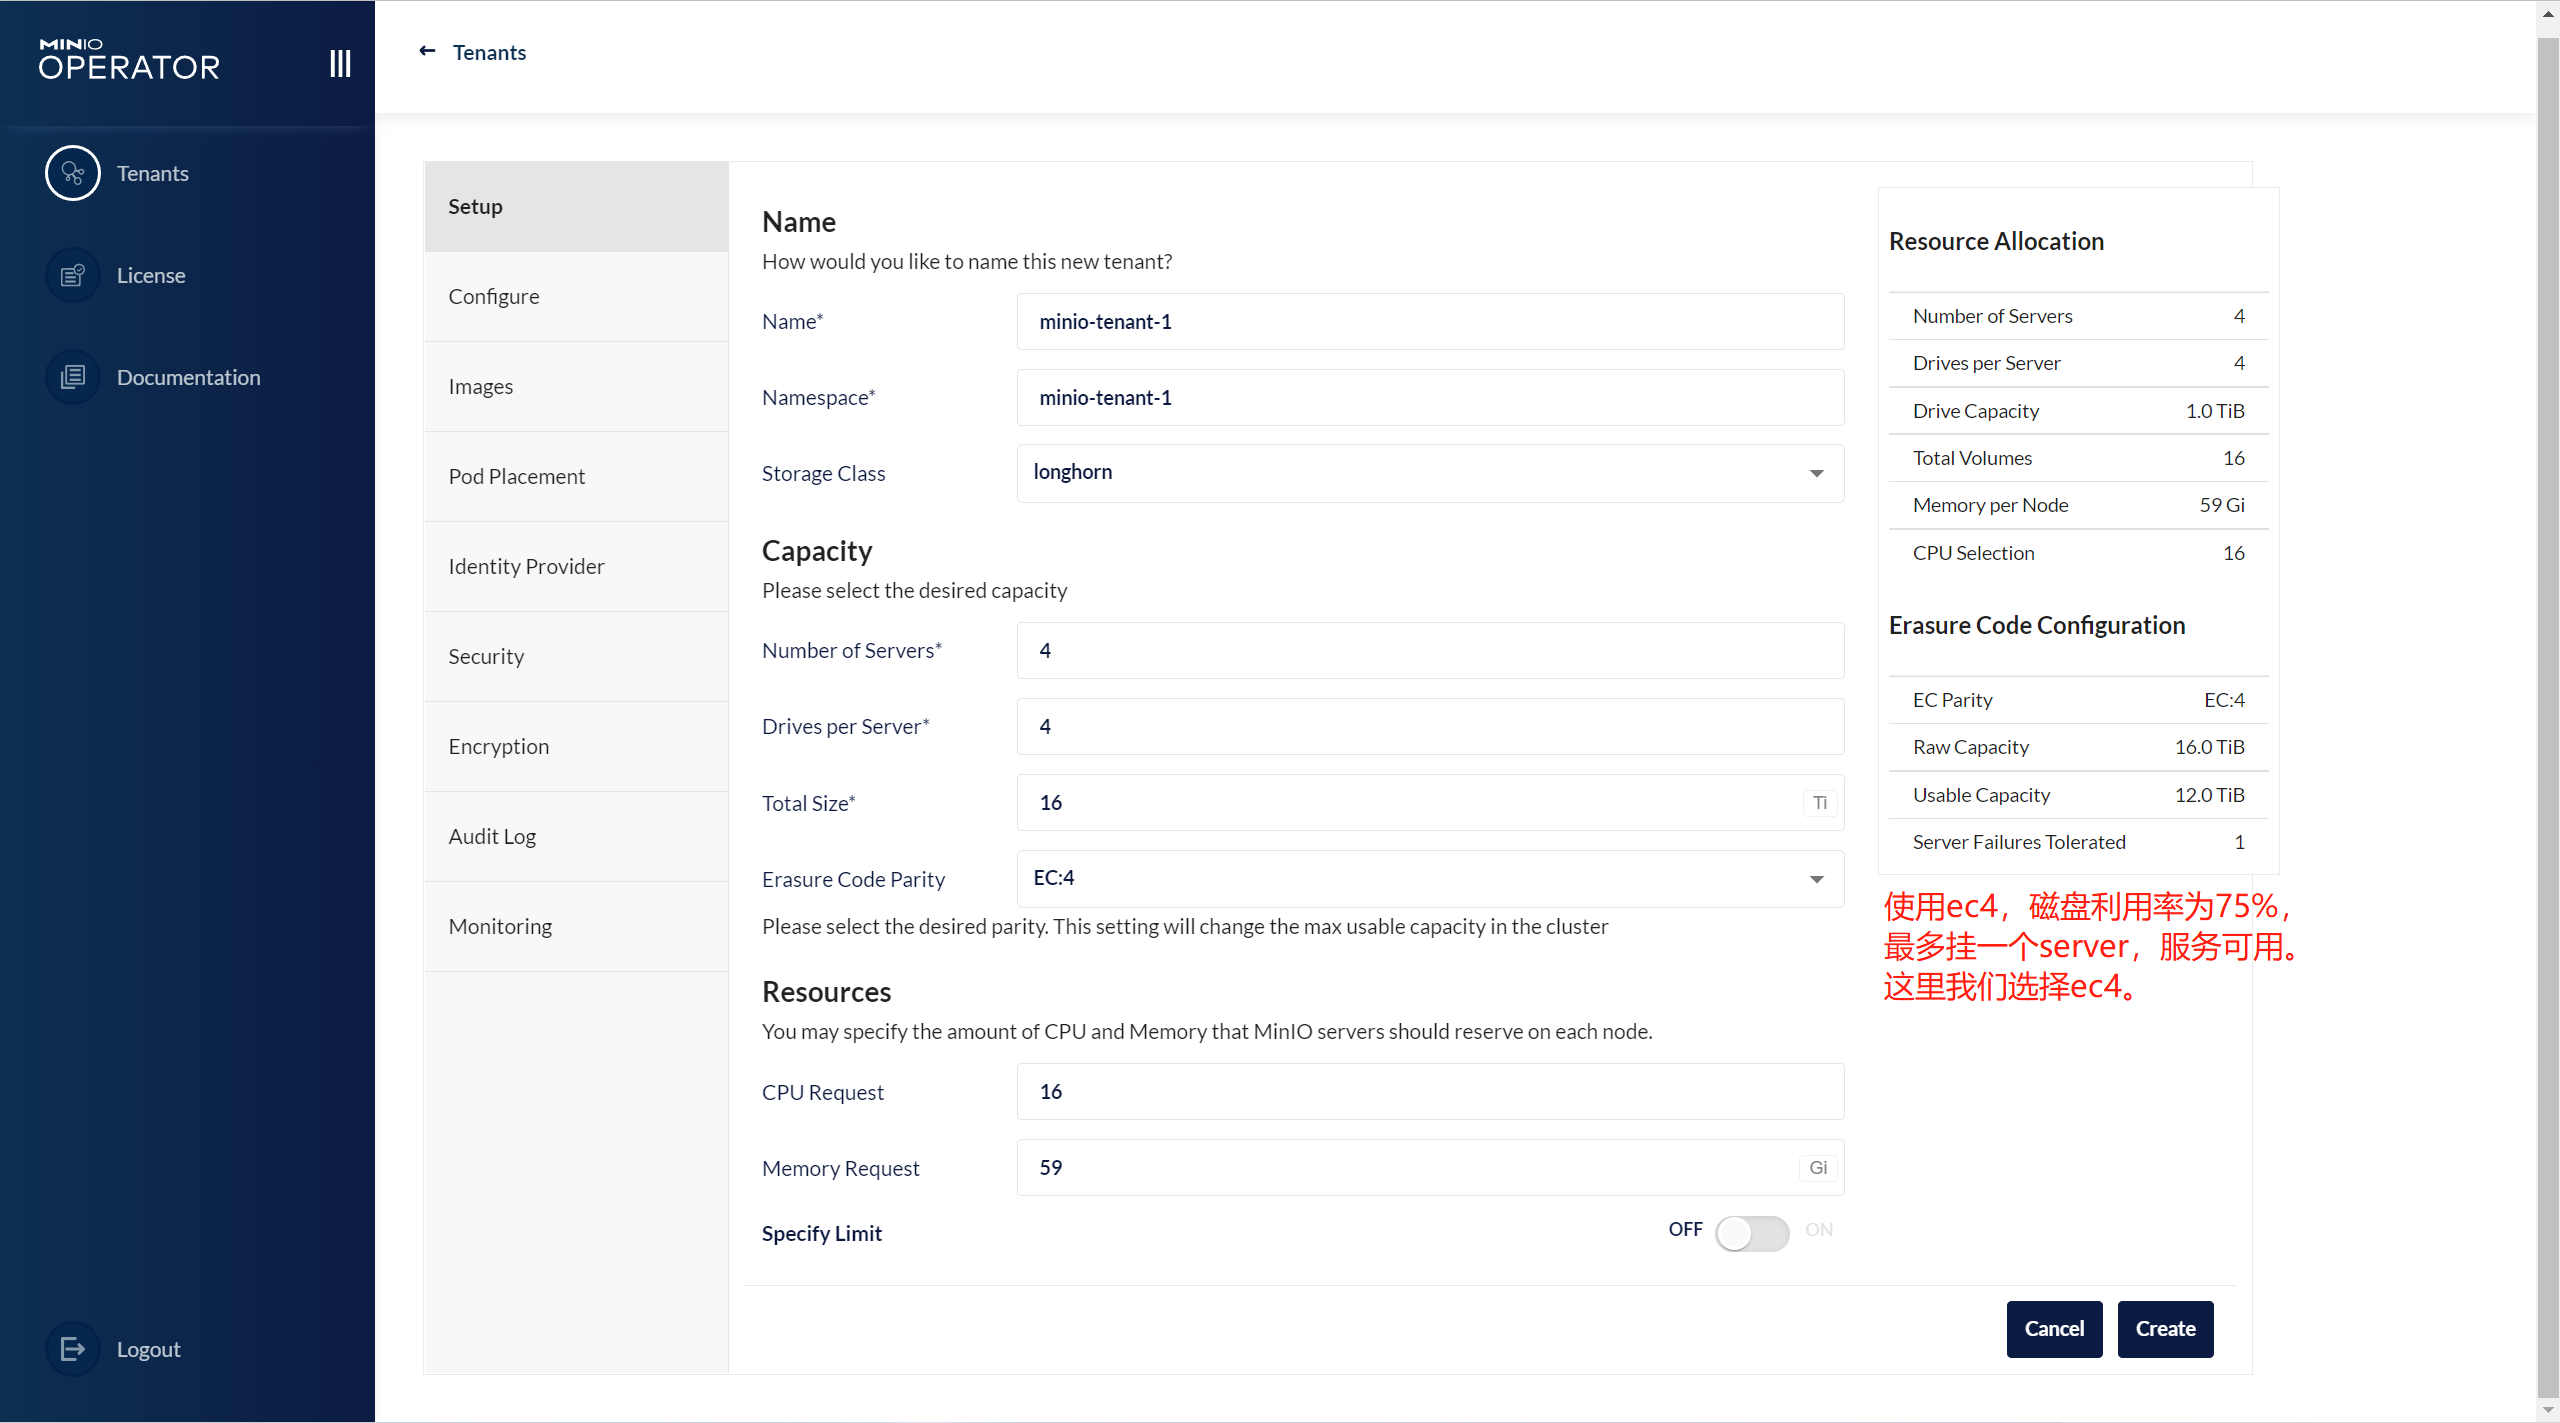 MINIO
OPERATOR
Tenants
License
Documentation
Logout
Tenants
Setup
Configure
Images
Pod Placement
Identity Provider
Security
Encryption
Audit Log
Monitoring
Name
How would you like to name this new tenant?
Name* minio-tenant-1
Namespace* minio-tenant-1
Storage Class longhorn
Capacity
Please select the desired capacity
Number of Servers* 4
Drives per Server* 4
Total Size* 16 Ti
Erasure Code Parity EC:4
Please select the desired parity. This setting will change the max usable capacity in the cluster
Resources
You may specify the amount of CPU and Memory that MinIO servers should reserve on each node.
CPU Request 16
Memory Request 59 Gi
Specify Limit OFF ON
Cancel Create
Resource Allocation
Number of Servers 4
Drives per Server 4
Drive Capacity 1.0 TiB
Total Volumes 16
Memory per Node 59 Gi
CPU Selection 16
Erasure Code Configuration
EC Parity EC:4
Raw Capacity 16.0 TiB
Usable Capacity 12.0 TiB
Server Failures Tolerated 1
使用ec4，磁盘利用率为75%，
最多挂一个server，服务可用。
这里我们选择ec4。